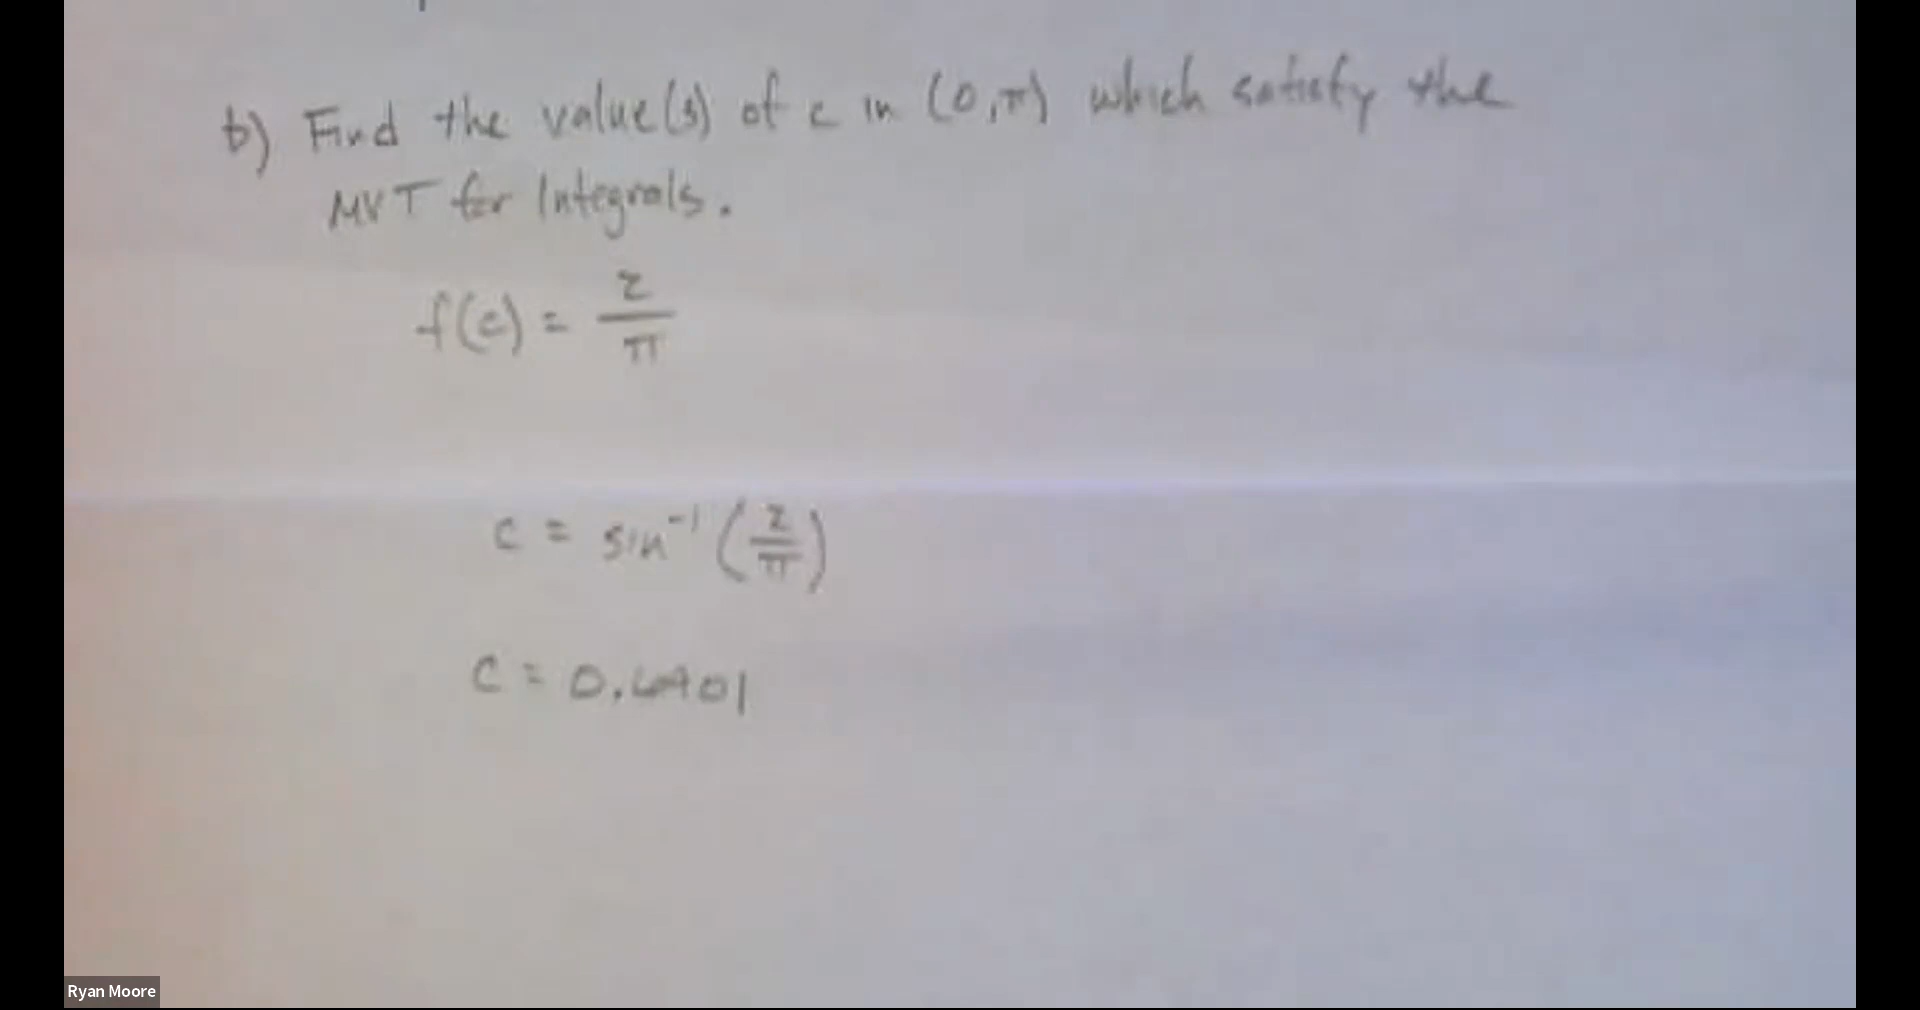 b) Find the value(s) of c in (0,π) which satisfy the
MVT for Integrals.
f(c) = 2/π
c = sin⁻¹(2/π)
c = 0.6901
Ryan Moore